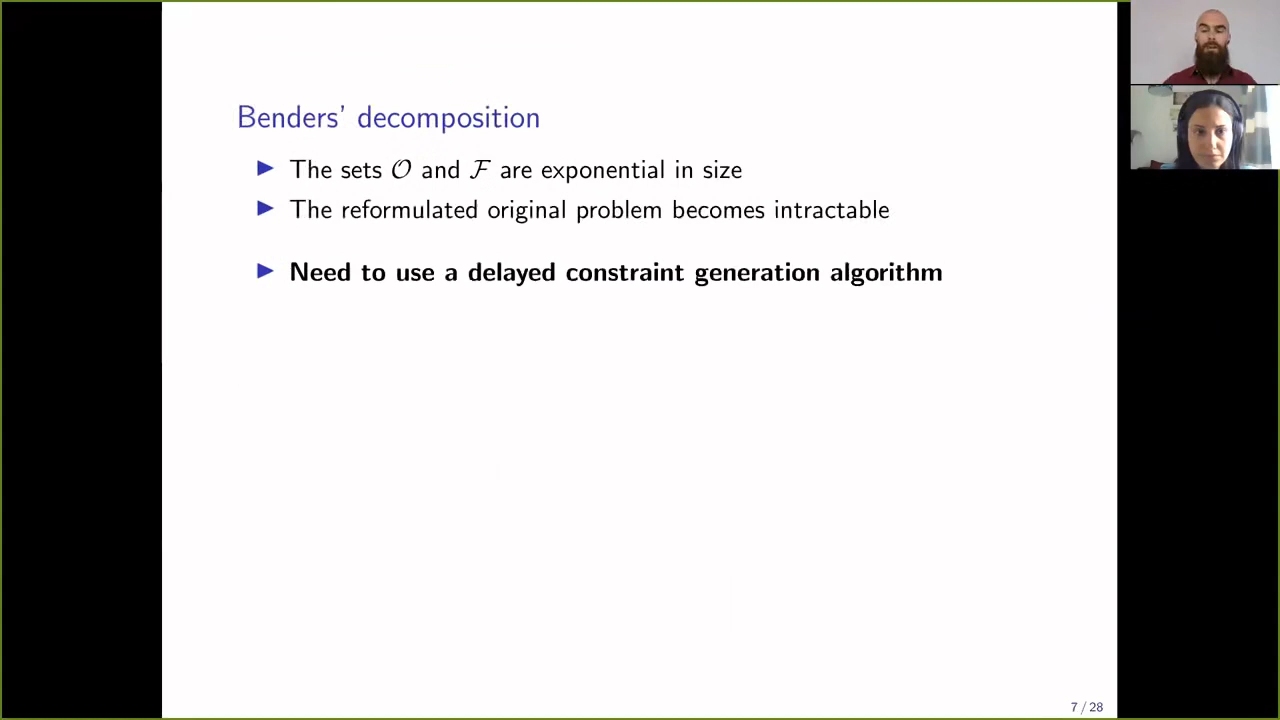 Benders’ decomposition
▶ The sets 𝒪 and ℱ are exponential in size
▶ The reformulated original problem becomes intractable
▶ Need to use a delayed constraint generation algorithm
7 / 28